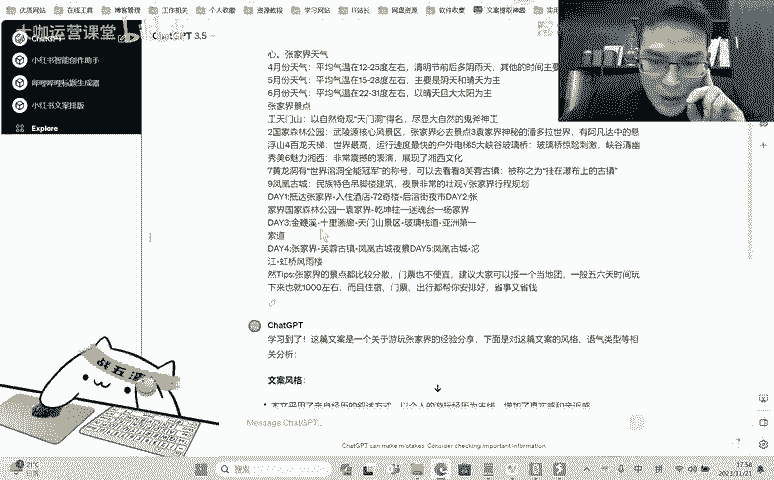 优质网站 在线工具 博客管理 工作相关 个人收藏 资源教程 学习网站 IT站长 网盘资源 软件收费 文案提取神器
大咖运营课堂
ChatGPT
ChatGPT 3.5
小红书智能创作助手
哔哩哔哩标题生成器
小红书文案排版
Explore
心。张家界天气
4月份天气：平均气温在12-25度左右，清明节前后多阴雨天，其他的时间主要
5月份天气：平均气温在15-28度左右，主要是阴天和晴天为主
6月份天气：平均气温在22-31度左右，以晴天且大太阳为主
张家界景点
工天门山：以自然奇观“天门洞”得名，尽显大自然的鬼斧神工
2国家森林公园：武陵源核心风景区，张家界必去景点3袁家界神秘的潘多拉世界，有阿凡达中的悬
浮山4百龙天梯：世界最高，运行速度最快的户外电梯5大峡谷玻璃桥：玻璃桥惊险刺激，峡谷清幽
秀美6魅力湘西：非常震撼的表演，展现了湘西文化
7黄龙洞有“世界溶洞全能冠军”的称号，可以去看看8芙蓉古镇：被称之为“挂在瀑布上的古镇”
9凤凰古城：民族特色吊脚楼建筑，夜景非常的壮观√张家界行程规划
DAY1:抵达张家界·入住酒店·72奇楼·后溶街夜市DAY2:张
家界国家森林公园一袁家界·乾坤柱一迷魂台一杨家界
DAY3:金鞭溪·十里画廊·天门山景区·玻璃栈道·亚洲第一
索道
DAY4:张家界·芙蓉古镇·凤凰古城夜景DAY5:凤凰古城·沱
江·虹桥风雨楼
然Tips:张家界的景点都比较分散，门票也不便宜，建议大家可以报一个当地团，一般五六天时间玩
下来也就1000左右，而且住宿、门票、出行都帮你安排好，省事又省钱
ChatGPT
学习到了！这篇文案是一个关于游玩张家界的经验分享，下面是对这篇文案的风格、语气类型等相
关分析：
文案风格：
本文采用了亲身经历的叙述方式，以个人的游玩经历为主线，增加了真实感和亲近感
Message ChatGPT...
ChatGPT can make mistakes. Consider checking important information.
战五渣
21°C
搜索
中 拼
17:58
2023/11/21